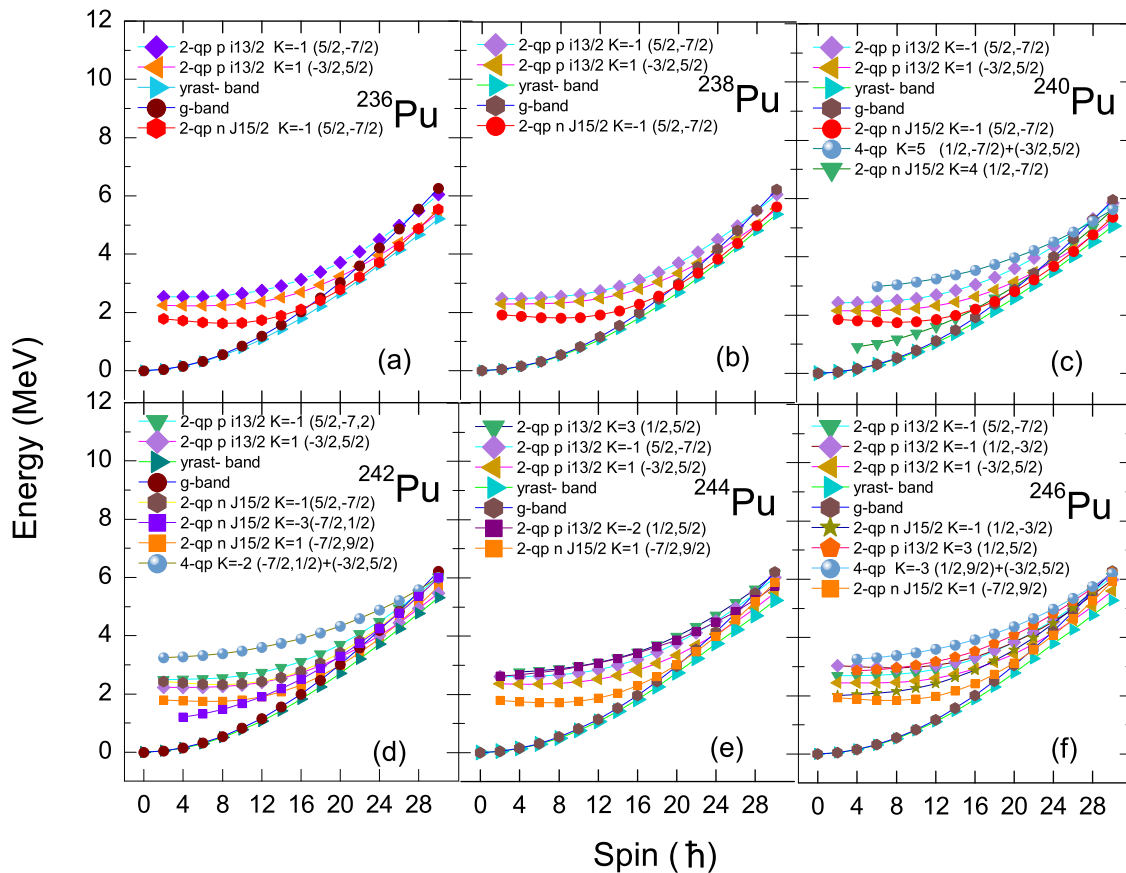 Energy (MeV)
12
10
8
6
4
2
0
2-qp p i13/2 K=-1 (5/2,-7/2)
2-qp p i13/2 K=1 (-3/2,5/2)
yrast- band
g-band
2-qp n J15/2 K=-1 (5/2,-7/2)
236Pu
(a)
2-qp p i13/2 K=-1 (5/2,-7/2)
2-qp p i13/2 K=1 (-3/2,5/2)
yrast- band
g-band
2-qp n J15/2 K=-1 (5/2,-7/2)
238Pu
(b)
2-qp p i13/2 K=-1 (5/2,-7/2)
2-qp p i13/2 K=1 (-3/2,5/2)
yrast- band
g-band
2-qp n J15/2 K=-1 (5/2,-7/2)
4-qp K=5 (1/2,-7/2)+(-3/2,5/2)
2-qp n J15/2 K=4 (1/2,-7/2)
240Pu
(c)
12
10
8
6
4
2
0
2-qp p i13/2 K=-1 (5/2,-7,2)
2-qp p i13/2 K=1 (-3/2,5/2)
yrast- band
g-band
2-qp n J15/2 K=-1(5/2,-7/2)
2-qp n J15/2 K=-3(-7/2,1/2)
2-qp n J15/2 K=1 (-7/2,9/2)
4-qp K=-2 (-7/2,1/2)+(-3/2,5/2)
242Pu
(d)
2-qp p i13/2 K=3 (1/2,5/2)
2-qp p i13/2 K=-1 (5/2,-7/2)
2-qp p i13/2 K=1 (-3/2,5/2)
yrast- band
g-band
2-qp p i13/2 K=-2 (1/2,5/2)
2-qp n J15/2 K=1 (-7/2,9/2)
244Pu
(e)
2-qp p i13/2 K=-1 (5/2,-7/2)
2-qp p i13/2 K=-1 (1/2,-3/2)
2-qp p i13/2 K=1 (-3/2,5/2)
yrast- band
g-band
2-qp n J15/2 K=-1 (1/2,-3/2)
2-qp p i13/2 K=3 (1/2,5/2)
4-qp K=-3 (1/2,9/2)+(-3/2,5/2)
2-qp n J15/2 K=1 (-7/2,9/2)
246Pu
(f)
0 4 8 12 16 20 24 28
0 4 8 12 16 20 24 28
0 4 8 12 16 20 24 28
Spin (ħ)